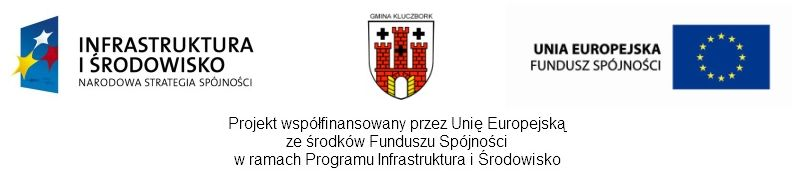 INFRASTRUKTURA
I ŚRODOWISKO
NARODOWA STRATEGIA SPÓJNOŚCI
GMINA KLUCZBORK
UNIA EUROPEJSKA
FUNDUSZ SPÓJNOŚCI
Projekt współfinansowany przez Unię Europejską
ze środków Funduszu Spójności
w ramach Programu Infrastruktura i Środowisko